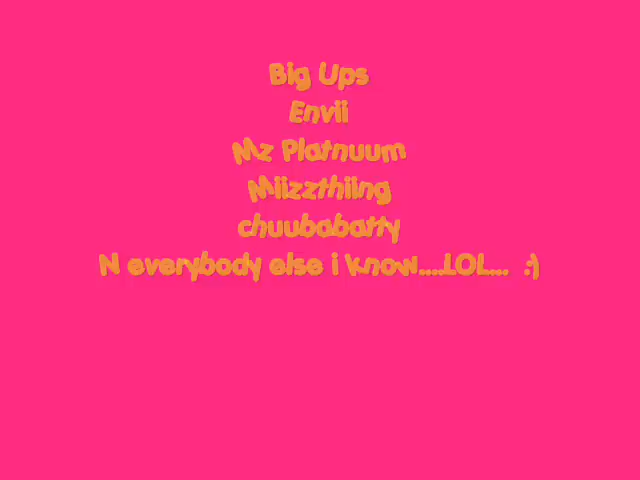 Big Ups
Envii
Mz Platnuum
Miizzthiing
chuubabatty
N everybody else i know....LOL... :)